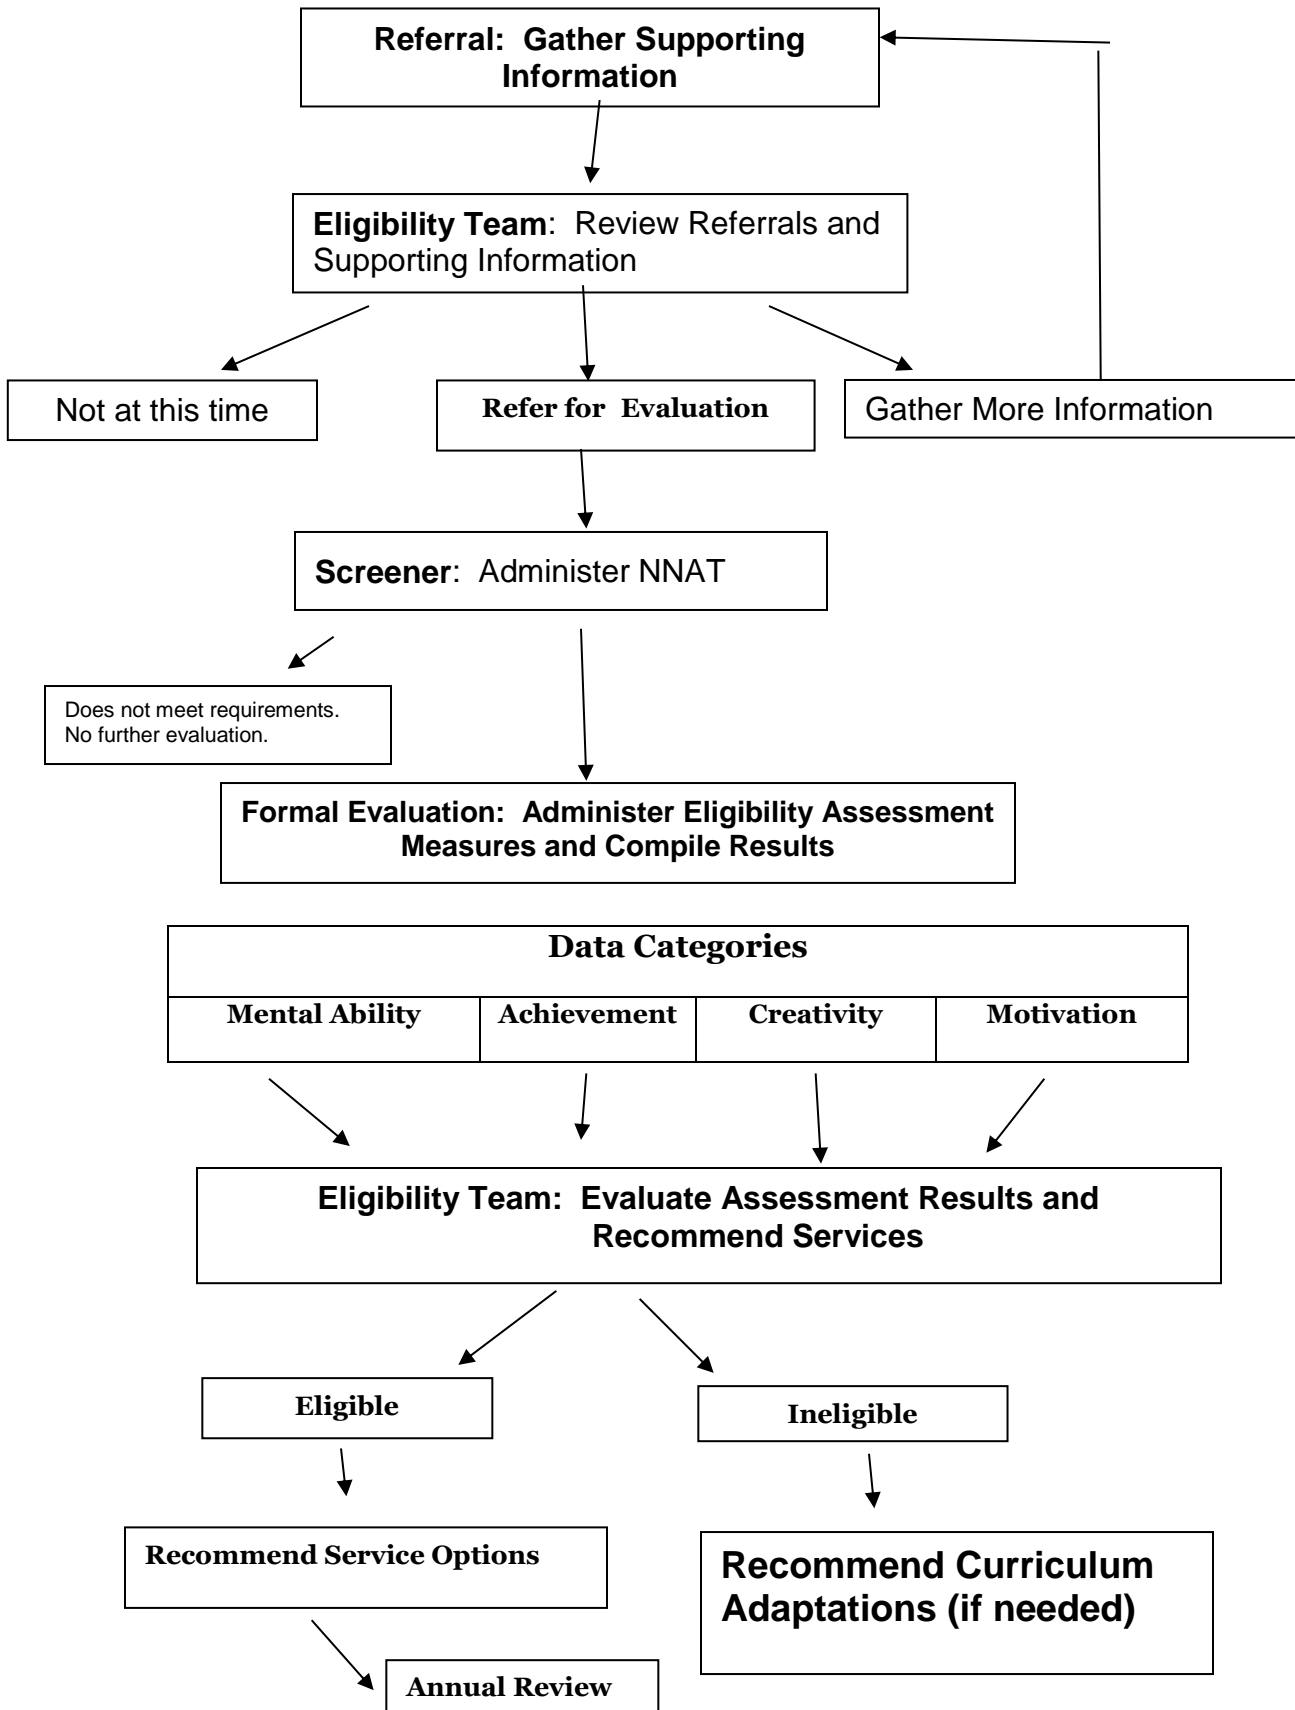 Referral: Gather Supporting
Information
Eligibility Team: Review Referrals and
Supporting Information
Not at this time
Refer for Evaluation
Gather More Information
Screener: Administer NNAT
Does not meet requirements.
No further evaluation.
Formal Evaluation: Administer Eligibility Assessment
Measures and Compile Results
Data Categories
Mental Ability
Achievement
Creativity
Motivation
Eligibility Team: Evaluate Assessment Results and
Recommend Services
Eligible
Ineligible
Recommend Service Options
Recommend Curriculum
Adaptations (if needed)
Annual Review